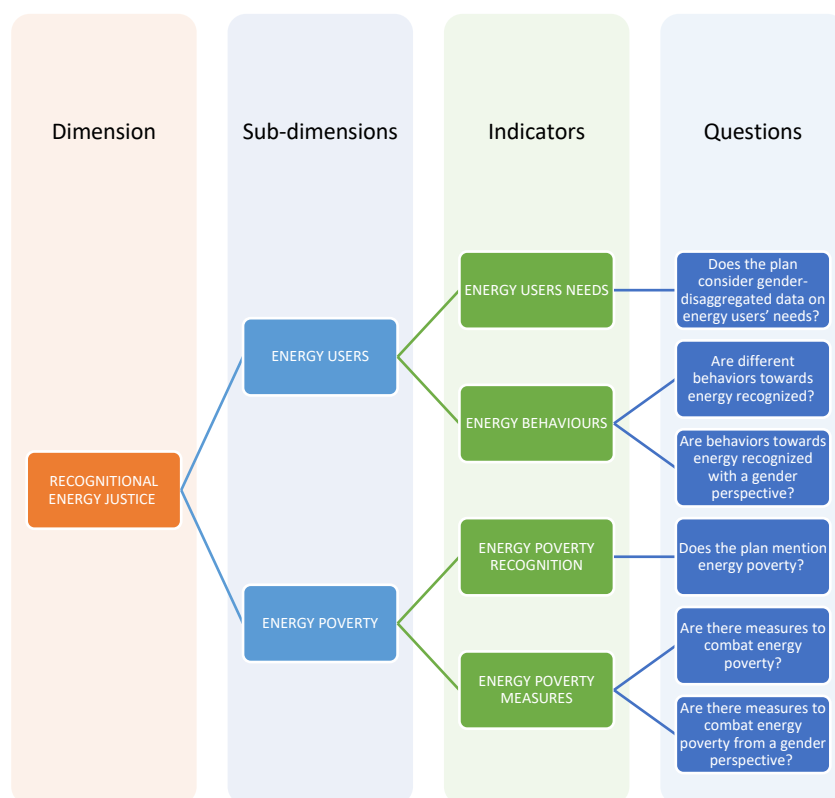 Dimension
Sub-dimensions
Indicators
Questions
RECOGNITIONAL
ENERGY JUSTICE
ENERGY USERS
ENERGY POVERTY
ENERGY USERS NEEDS
ENERGY BEHAVIOURS
ENERGY POVERTY
RECOGNITION
ENERGY POVERTY
MEASURES
Does the plan
consider gender-
disaggregated data on
energy users’ needs?
Are different
behaviors towards
energy recognized?
Are behaviors towards
energy recognized
with a gender
perspective?
Does the plan mention
energy poverty?
Are there measures to
combat energy
poverty?
Are there measures to
combat energy
poverty from a gender
perspective?